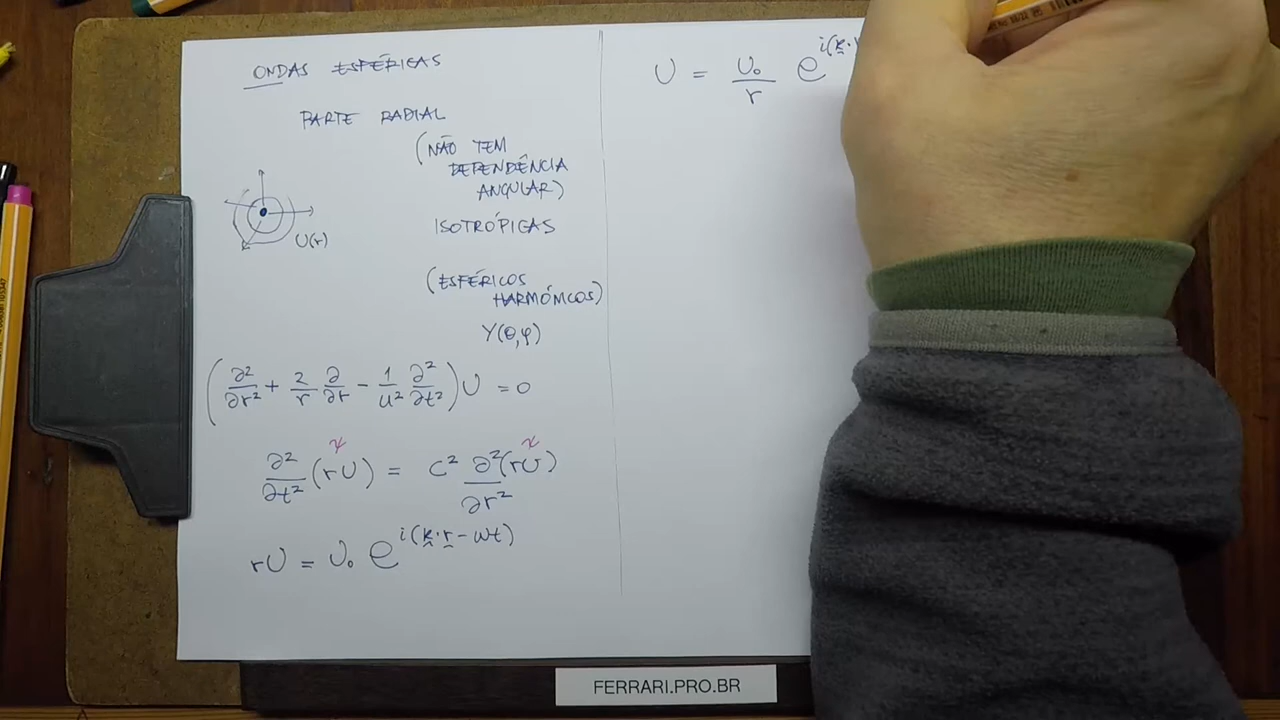 ONDAS ESFÉRICAS
PARTE RADIAL
(NÃO TEM
DEPENDÊNCIA
ANGULAR)
ISOTRÓPICAS
U(r)
(ESFÉRICOS
HARMÔNICOS)
Y(θ,φ)
(∂²/∂r² + 2/r ∂/∂r − 1/u² ∂²/∂t²) U = 0
∂²/∂t² (rU) = c² ∂²(rU)/∂r²
rU = U₀ e^i(k·r − ωt)
U = U₀/r e^i(k·
FERRARI.PRO.BR